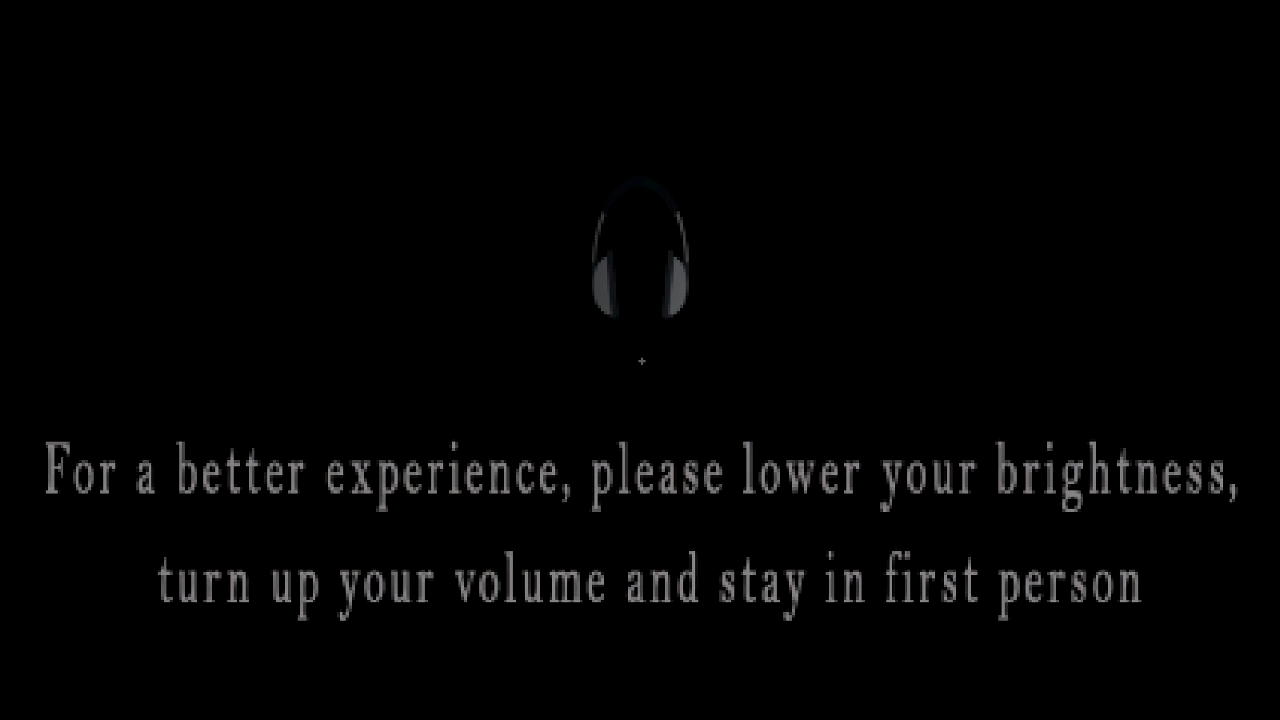 For a better experience, please lower your brightness,
turn up your volume and stay in first person